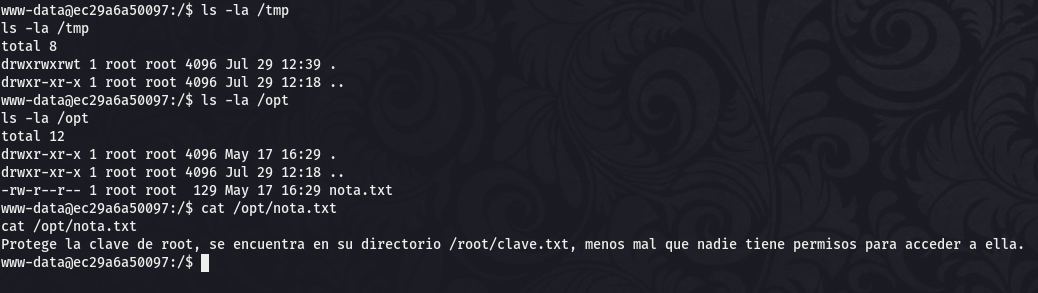 www-data@ec29a6a50097:/$ ls -la /tmp
ls -la /tmp
total 8
drwxrwxrwt 1 root root 4096 Jul 29 12:39 .
drwxr-xr-x 1 root root 4096 Jul 29 12:18 ..
www-data@ec29a6a50097:/$ ls -la /opt
ls -la /opt
total 12
drwxr-xr-x 1 root root 4096 May 17 16:29 .
drwxr-xr-x 1 root root 4096 Jul 29 12:18 ..
-rw-r--r-- 1 root root  129 May 17 16:29 nota.txt
www-data@ec29a6a50097:/$ cat /opt/nota.txt
cat /opt/nota.txt
Protege la clave de root, se encuentra en su directorio /root/clave.txt, menos mal que nadie tiene permisos para acceder a ella.
www-data@ec29a6a50097:/$